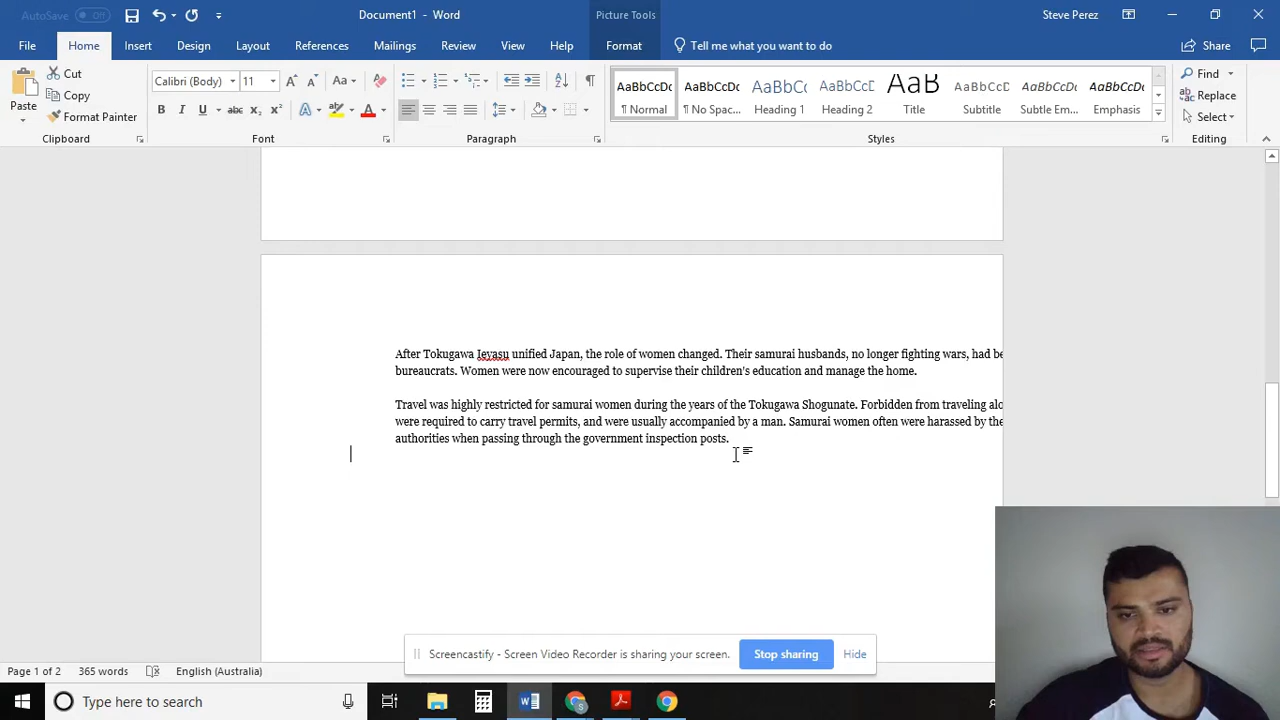 AutoSave Off
Document1 - Word
Picture Tools
Steve Perez
File Home Insert Design Layout References Mailings Review View Help Format Tell me what you want to do Share
Paste
Cut
Copy
Format Painter
Clipboard
Calibri (Body) 11
Font
Paragraph
AaBbCcDc AaBbCcDc AaBbCc AaBbCcD AaB AaBbCcD AaBbCcDc AaBbCcDc
¶ Normal ¶ No Spac... Heading 1 Heading 2 Title Subtitle Subtle Em... Emphasis
Styles
Find
Replace
Select
Editing
After Tokugawa Ieyasu unified Japan, the role of women changed. Their samurai husbands, no longer fighting wars, had be
bureaucrats. Women were now encouraged to supervise their children's education and manage the home.
Travel was highly restricted for samurai women during the years of the Tokugawa Shogunate. Forbidden from traveling alo
were required to carry travel permits, and were usually accompanied by a man. Samurai women often were harassed by the
authorities when passing through the government inspection posts.
Screencastify - Screen Video Recorder is sharing your screen. Stop sharing Hide
Page 1 of 2 365 words English (Australia)
Type here to search